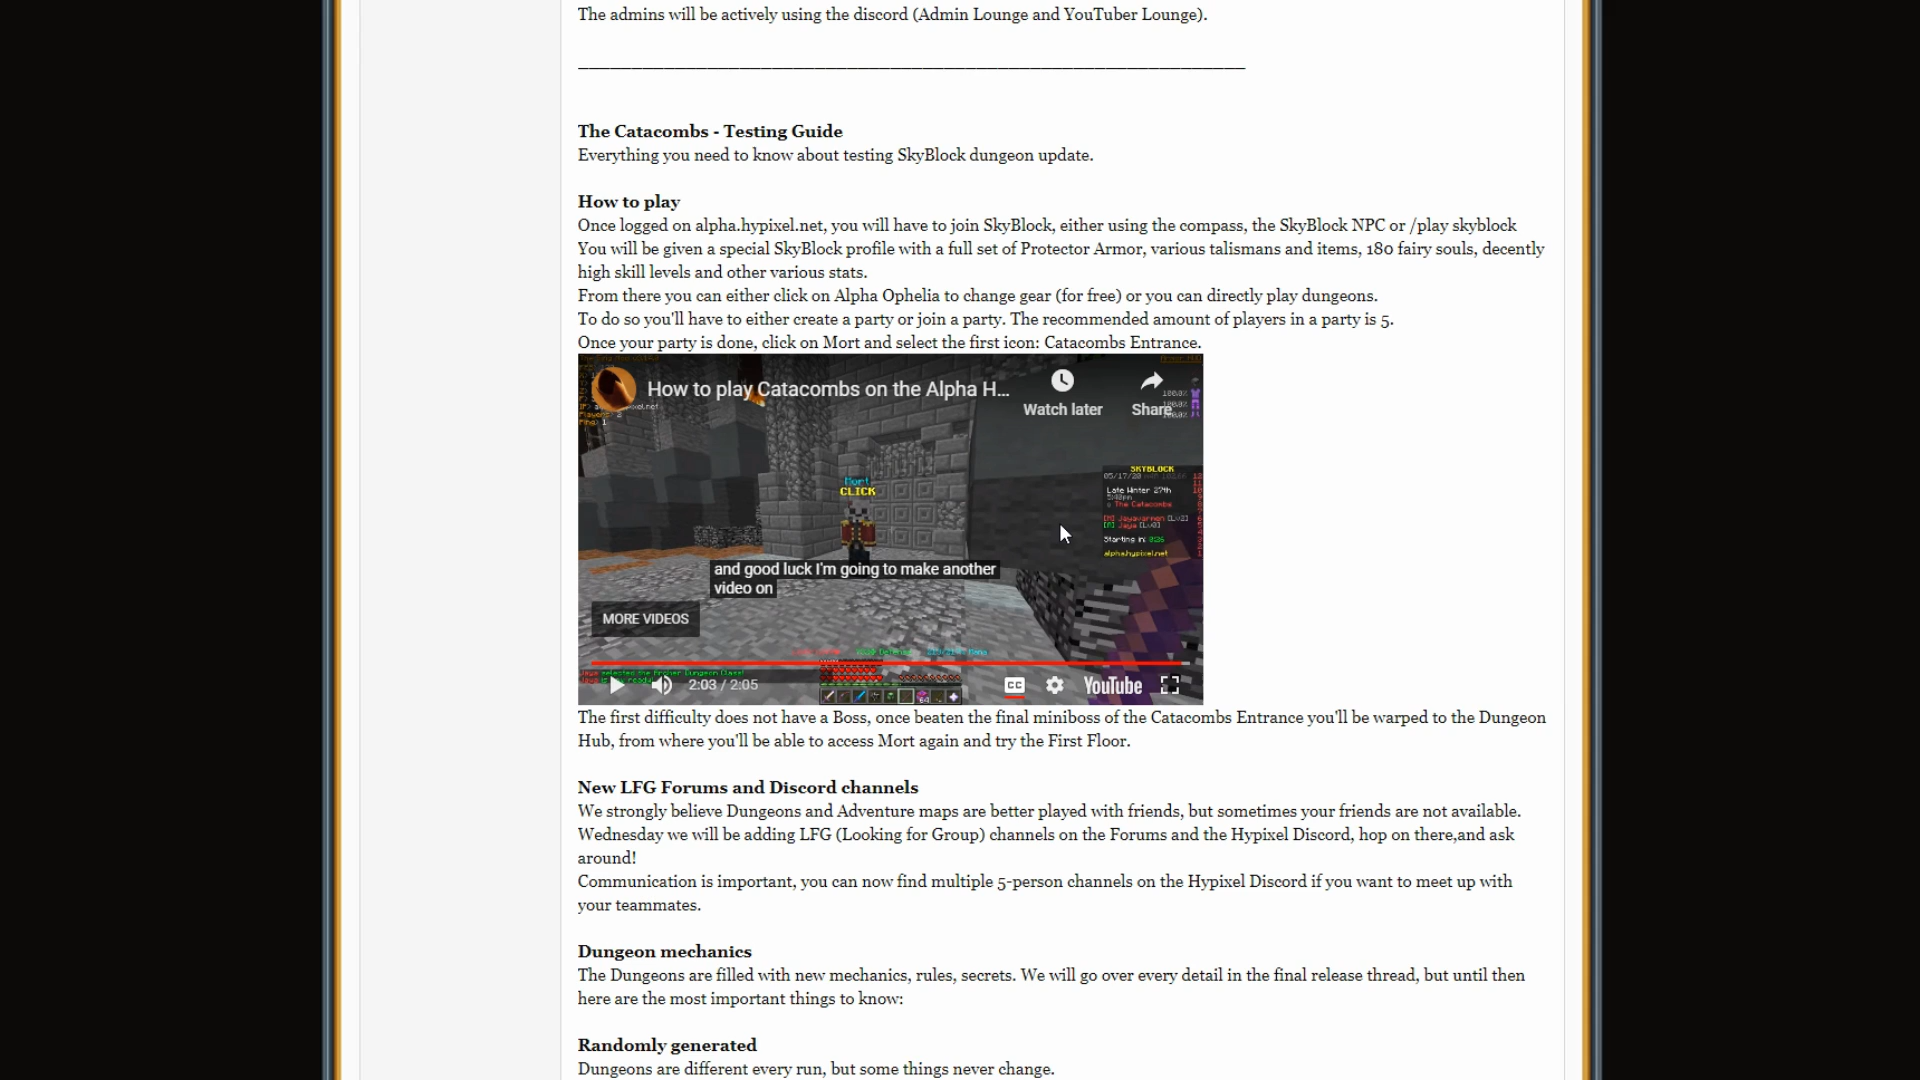 The admins will be actively using the discord (Admin Lounge and YouTuber Lounge).
The Catacombs - Testing Guide
Everything you need to know about testing SkyBlock dungeon update.
How to play
Once logged on alpha.hypixel.net, you will have to join SkyBlock, either using the compass, the SkyBlock NPC or /play skyblock
You will be given a special SkyBlock profile with a full set of Protector Armor, various talismans and items, 180 fairy souls, decently
high skill levels and other various stats.
From there you can either click on Alpha Ophelia to change gear (for free) or you can directly play dungeons.
To do so you'll have to either create a party or join a party. The recommended amount of players in a party is 5.
Once your party is done, click on Mort and select the first icon: Catacombs Entrance.
How to play Catacombs on the Alpha H...
Watch later
Share
SKYBLOCK
05/17/20
Late Winter 27th
The Catacombs
Starting in: 
alpha.hypixel.net
Mort
CLICK
and good luck I'm going to make another
video on
MORE VIDEOS
2:03 / 2:05
CC
YouTube
The first difficulty does not have a Boss, once beaten the final miniboss of the Catacombs Entrance you'll be warped to the Dungeon
Hub, from where you'll be able to access Mort again and try the First Floor.
New LFG Forums and Discord channels
We strongly believe Dungeons and Adventure maps are better played with friends, but sometimes your friends are not available.
Wednesday we will be adding LFG (Looking for Group) channels on the Forums and the Hypixel Discord, hop on there,and ask
around!
Communication is important, you can now find multiple 5-person channels on the Hypixel Discord if you want to meet up with
your teammates.
Dungeon mechanics
The Dungeons are filled with new mechanics, rules, secrets. We will go over every detail in the final release thread, but until then
here are the most important things to know:
Randomly generated
Dungeons are different every run, but some things never change.